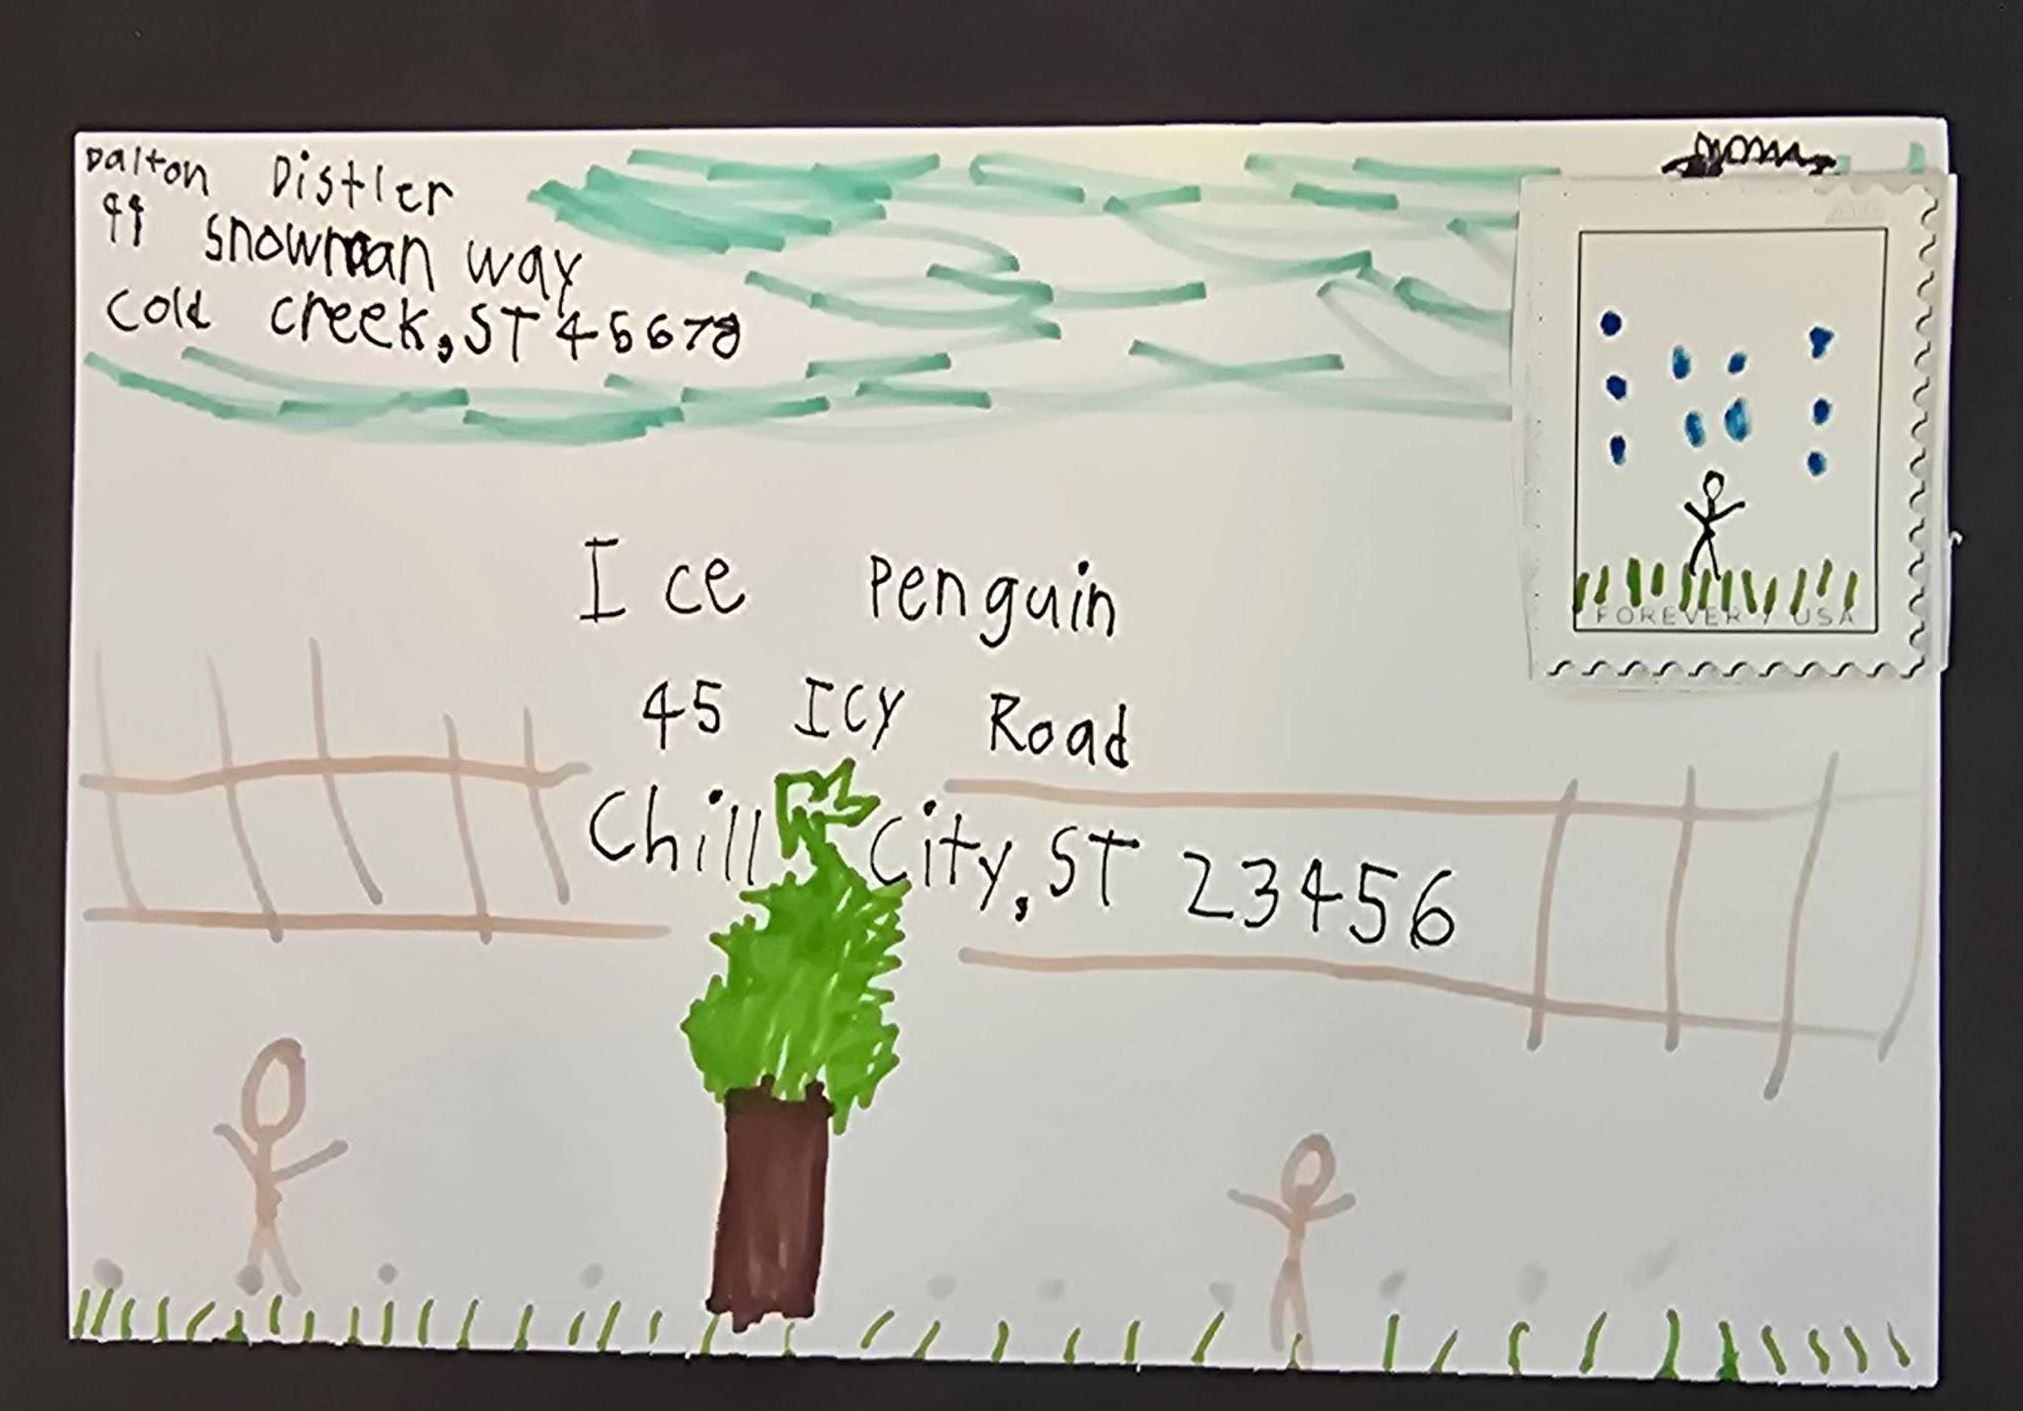 Dalton Distler
99 Snowman way
Cold Creek, ST 45678
Ice Penguin
45 Icy Road
Chill City, ST 23456
FOREVER / USA